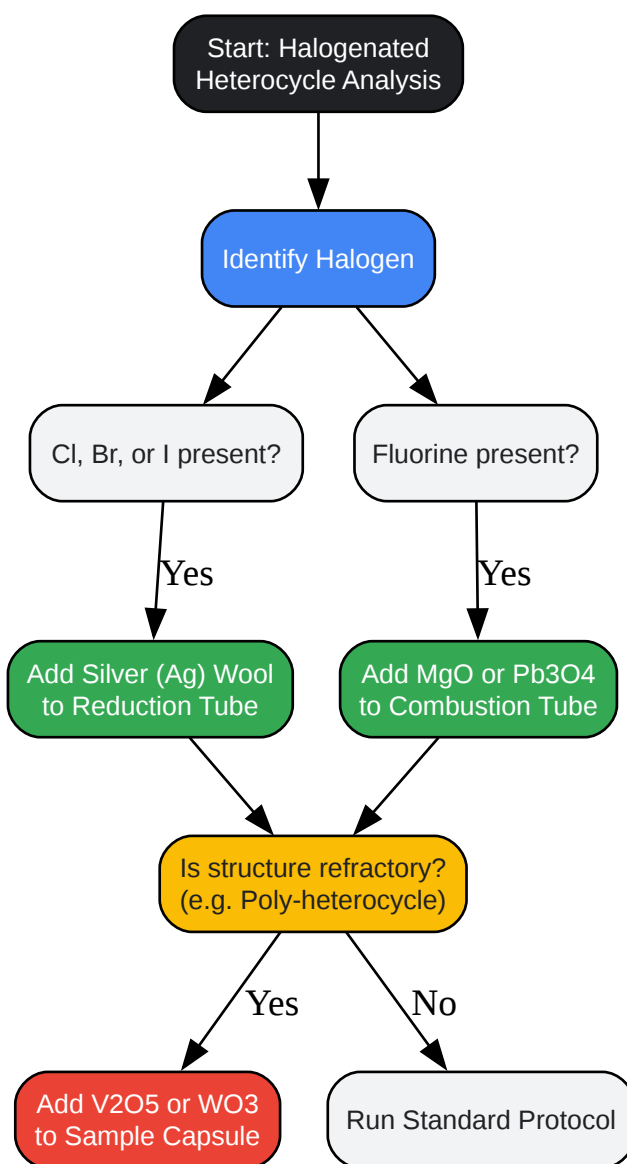 Start: Halogenated
Heterocycle Analysis
Identify Halogen
Cl, Br, or I present?
Fluorine present?
Yes
Yes
Add Silver (Ag) Wool
to Reduction Tube
Add MgO or Pb3O4
to Combustion Tube
Is structure refractory?
(e.g. Poly-heterocycle)
Yes
No
Add V2O5 or WO3
to Sample Capsule
Run Standard Protocol